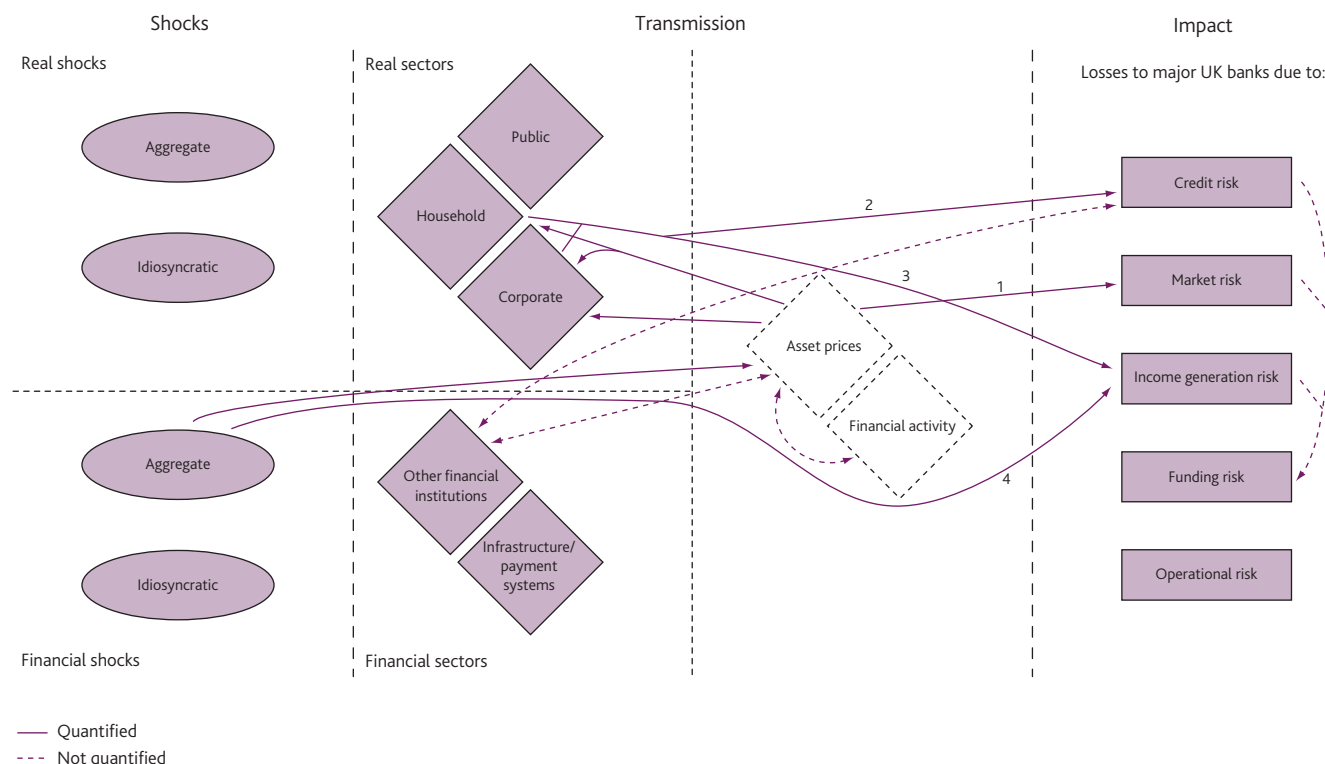 Shocks
Transmission
Impact
Real shocks
Real sectors
Losses to major UK banks due to:
Aggregate
Idiosyncratic
Public
Household
Corporate
2
3
1
Asset prices
Financial activity
4
Credit risk
Market risk
Income generation risk
Funding risk
Operational risk
Aggregate
Idiosyncratic
Other financial
institutions
Infrastructure/
payment
systems
Financial shocks
Financial sectors
Quantified
Not quantified